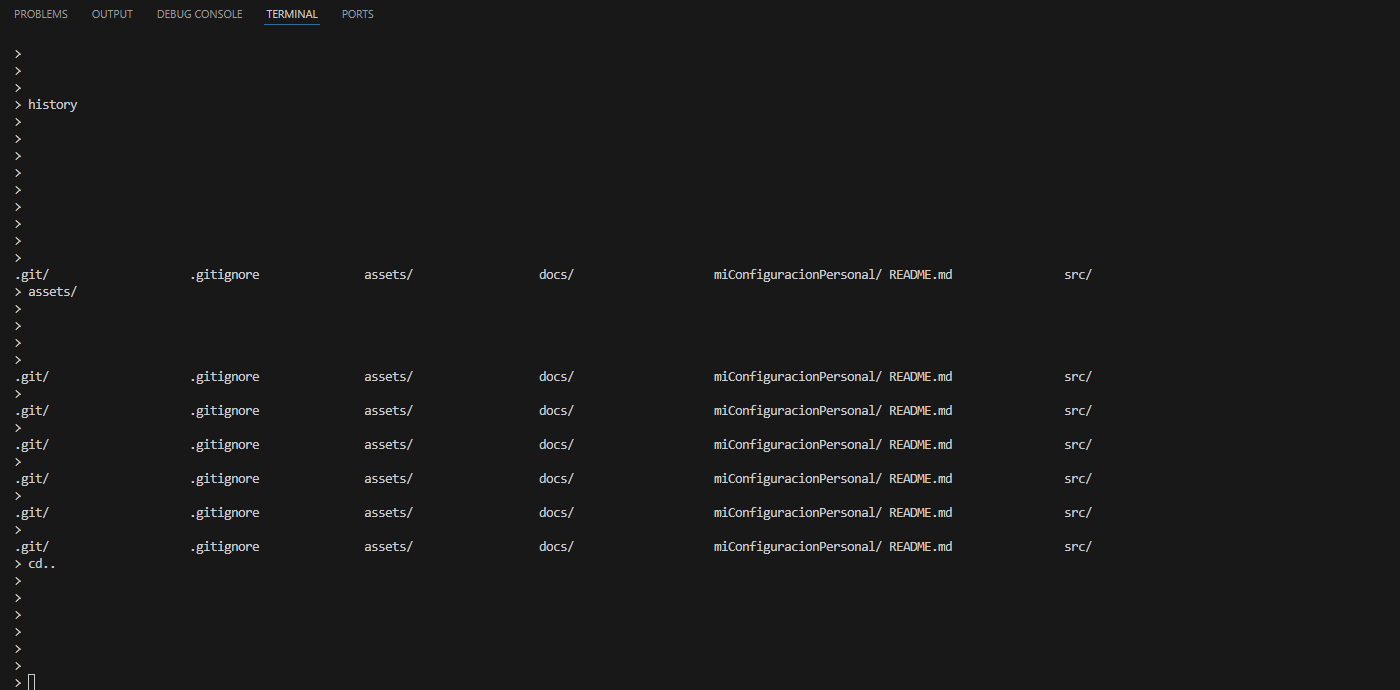 PROBLEMS OUTPUT DEBUG CONSOLE TERMINAL PORTS
>
>
>
> history
>
>
>
>
>
>
>
>
>
.git/ .gitignore assets/ docs/ miConfiguracionPersonal/ README.md src/
> assets/
>
>
>
>
.git/ .gitignore assets/ docs/ miConfiguracionPersonal/ README.md src/
>
.git/ .gitignore assets/ docs/ miConfiguracionPersonal/ README.md src/
>
.git/ .gitignore assets/ docs/ miConfiguracionPersonal/ README.md src/
>
.git/ .gitignore assets/ docs/ miConfiguracionPersonal/ README.md src/
>
.git/ .gitignore assets/ docs/ miConfiguracionPersonal/ README.md src/
>
.git/ .gitignore assets/ docs/ miConfiguracionPersonal/ README.md src/
> cd..
>
>
>
>
>
>
>